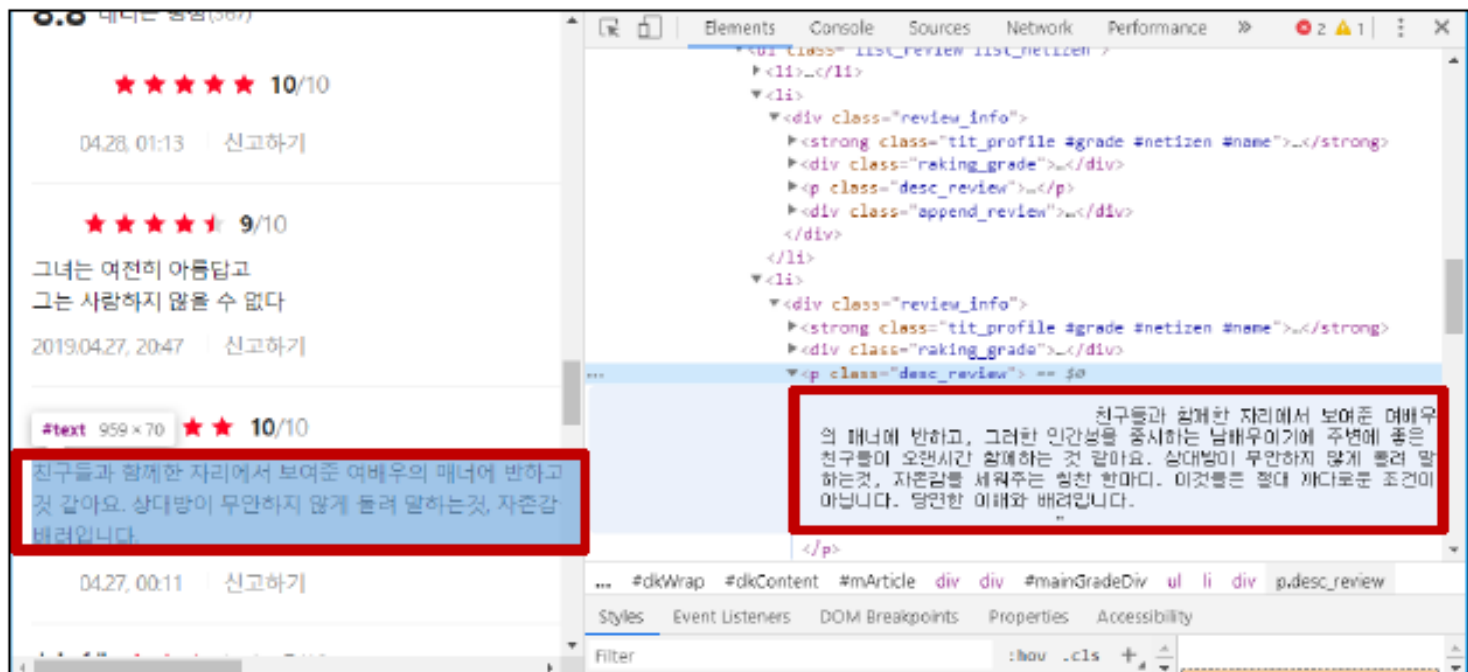 8.8 네티즌 평점(567)
★★★★★ 10/10
04.28, 01:13 신고하기
9/10
그녀는 여전히 아름답고
그는 사랑하지 않을 수 없다
2019.04.27, 20:47 신고하기
#text 959×70 ★★ 10/10
친구들과 함께한 자리에서 보여준 여배우의 매너에 반하고
것 같아요. 상대방이 무안하지 않게 돌려 말하는것, 자존감
배려입니다.
04.27, 00:11 신고하기
Elements Console Sources Network Performance » 2 1
<ul class="list_review list_netizen">
▶<li>…</li>
▼<li>
▼<div class="review_info">
▶<strong class="tit_profile #grade #netizen #name">…</strong>
▶<div class="raking_grade">…</div>
▶<p class="desc_review">…</p>
▶<div class="append_review">…</div>
</div>
</li>
▼<li>
▼<div class="review_info">
▶<strong class="tit_profile #grade #netizen #name">…</strong>
▶<div class="raking_grade">…</div>
... ▼<p class="desc_review"> == $0
친구들과 함께한 자리에서 보여준 여배우
의 매너에 반하고, 그러한 인간성을 중시하는 남배우이기에 주변에 좋은
친구들이 오랜시간 함께하는 것 같아요. 상대방이 무안하지 않게 돌려 말
하는것, 자존감을 세워주는 칭찬 한마디. 이것들은 절대 까다로운 조건이
아닙니다. 당연한 이해와 배려입니다.
"
</p>
... #dkWrap #dkContent #mArticle div div #mainGradeDiv ul li div p.desc_review
Styles Event Listeners DOM Breakpoints Properties Accessibility
Filter :hov .cls +